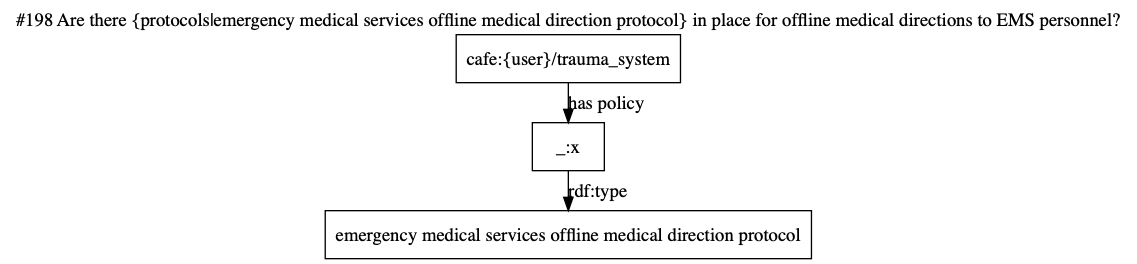 #198 Are there {protocols|emergency medical services offline medical direction protocol} in place for offline medical directions to EMS personnel?
cafe:{user}/trauma_system
has policy
_:x
rdf:type
emergency medical services offline medical direction protocol